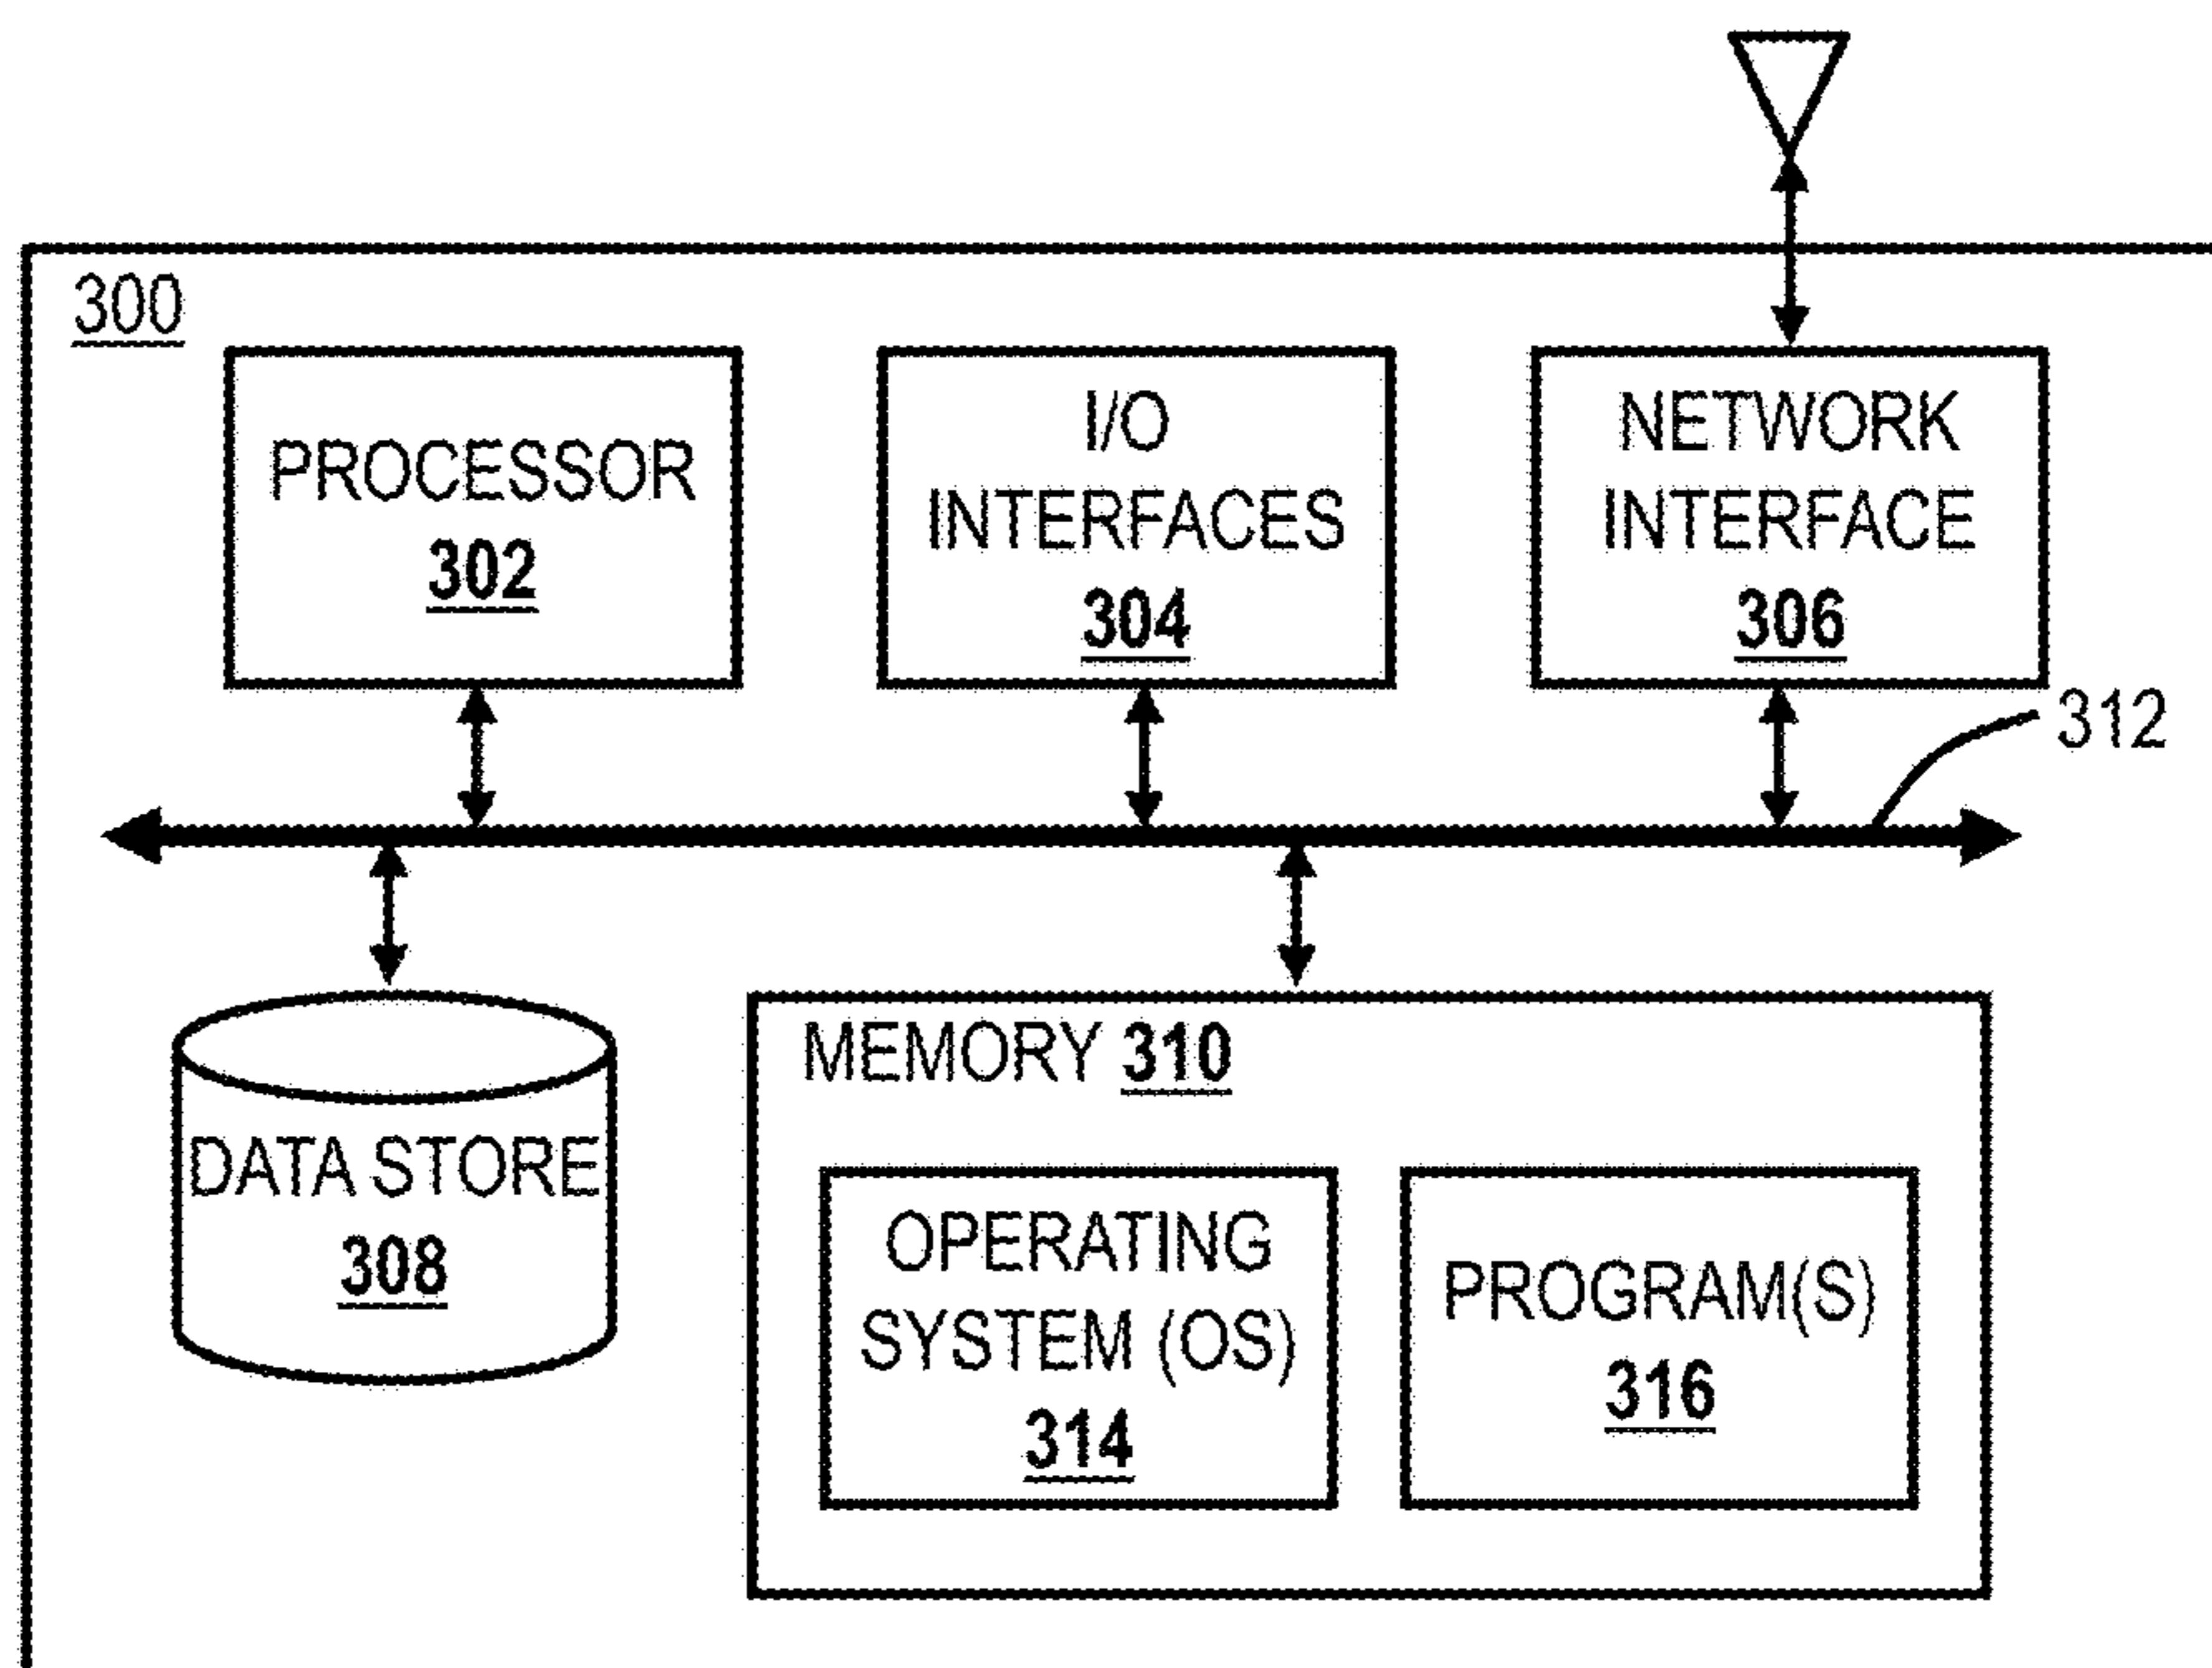 300
PROCESSOR
302
I/O
INTERFACES
304
NETWORK
INTERFACE
306
312
DATA STORE
308
MEMORY 310
OPERATING
SYSTEM (OS)
314
PROGRAM(S)
316